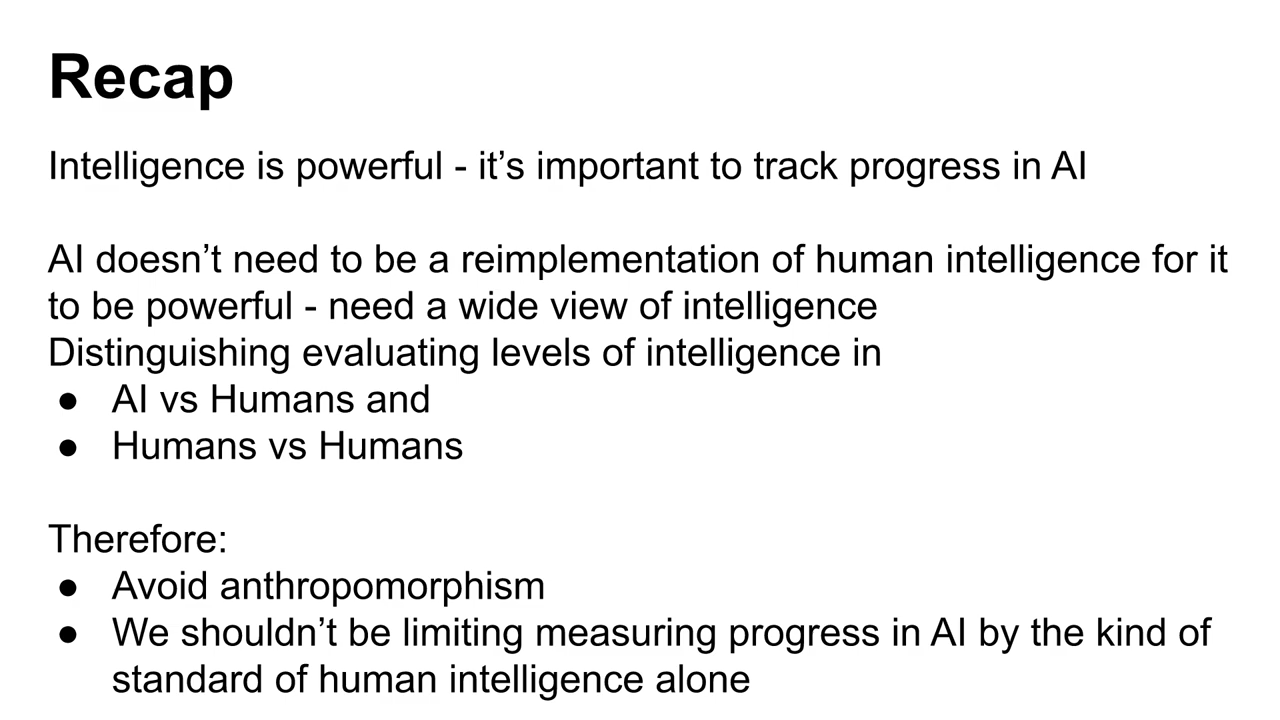 Recap
Intelligence is powerful - it’s important to track progress in AI
AI doesn’t need to be a reimplementation of human intelligence for it
to be powerful - need a wide view of intelligence
Distinguishing evaluating levels of intelligence in
● AI vs Humans and
● Humans vs Humans
Therefore:
● Avoid anthropomorphism
● We shouldn’t be limiting measuring progress in AI by the kind of
standard of human intelligence alone